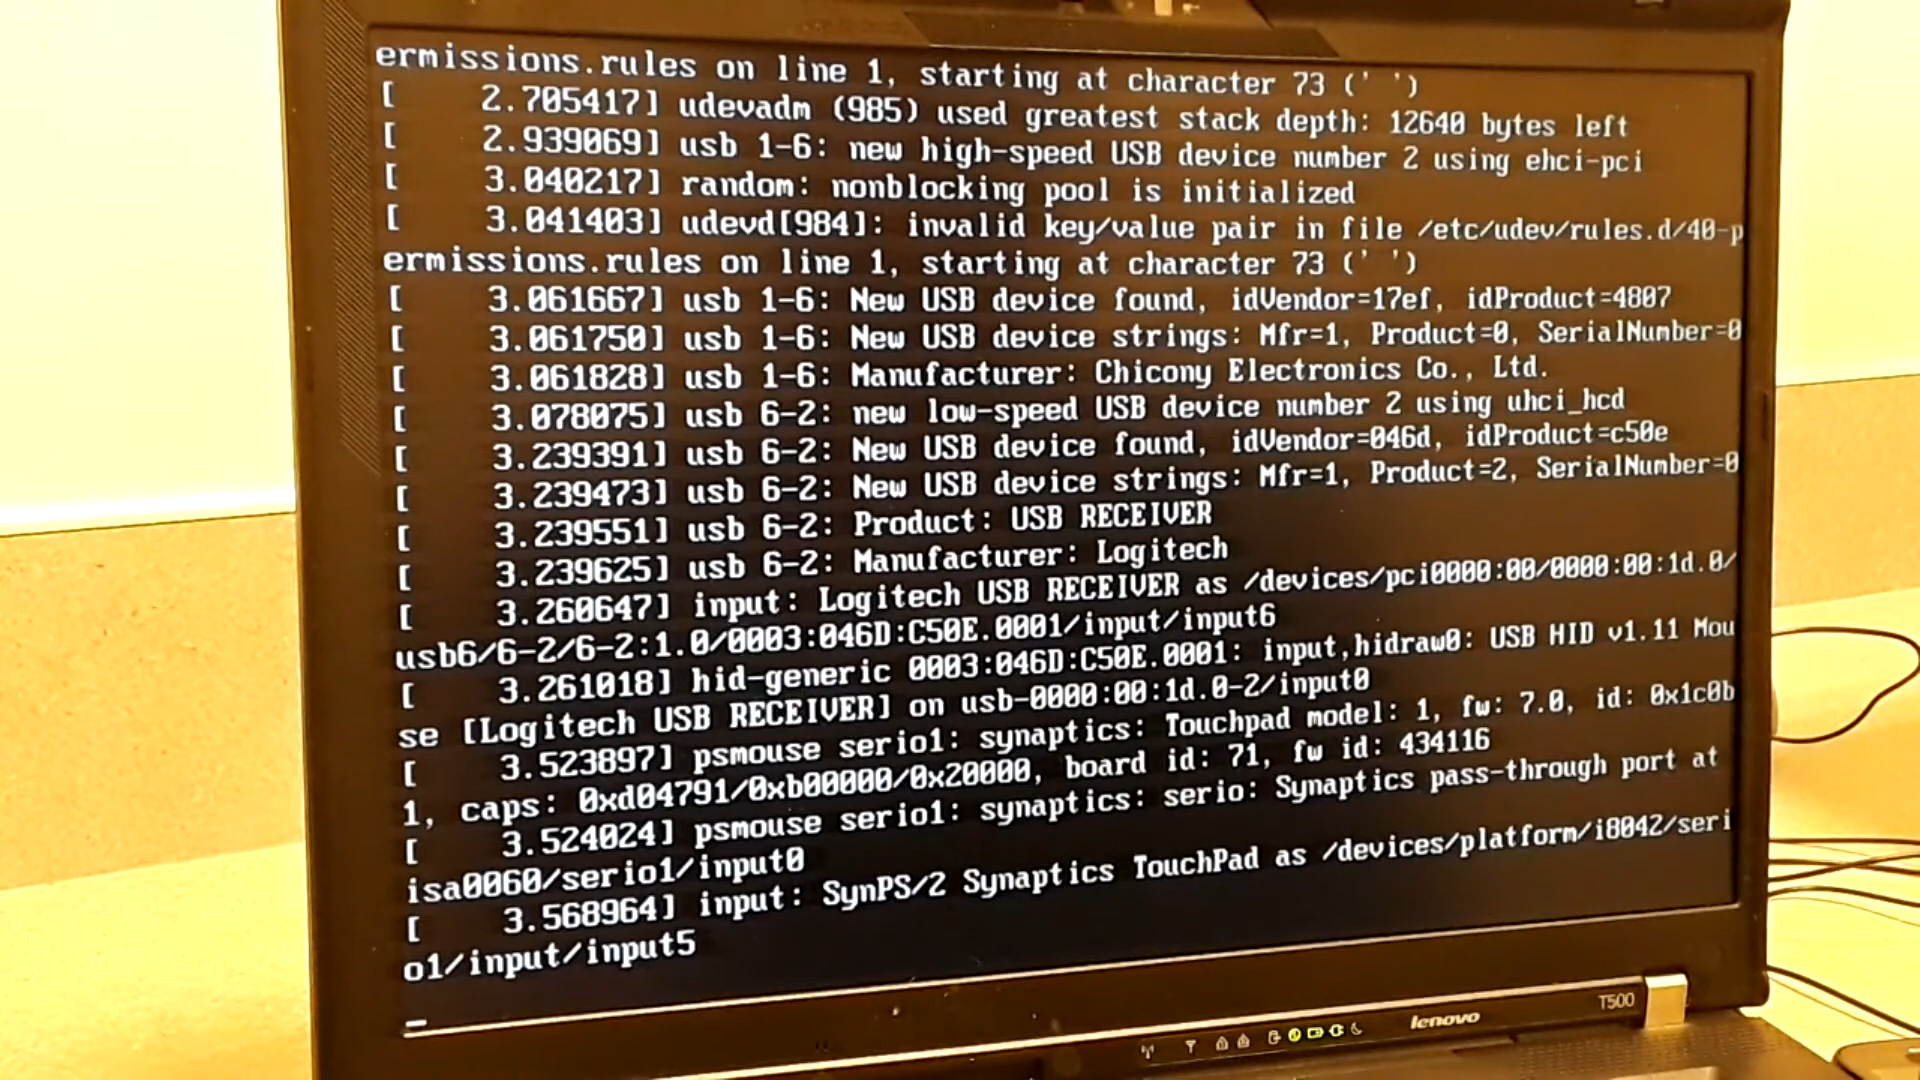 ermissions.rules on line 1, starting at character 73 (' ')
[    2.705417] udevadm (985) used greatest stack depth: 12640 bytes left
[    2.939069] usb 1-6: new high-speed USB device number 2 using ehci-pci
[    3.040217] random: nonblocking pool is initialized
[    3.041403] udevd[984]: invalid key/value pair in file /etc/udev/rules.d/40-p
ermissions.rules on line 1, starting at character 73 (' ')
[    3.061667] usb 1-6: New USB device found, idVendor=17ef, idProduct=4807
[    3.061750] usb 1-6: New USB device strings: Mfr=1, Product=0, SerialNumber=0
[    3.061828] usb 1-6: Manufacturer: Chicony Electronics Co., Ltd.
[    3.078075] usb 6-2: new low-speed USB device number 2 using uhci_hcd
[    3.239391] usb 6-2: New USB device found, idVendor=046d, idProduct=c50e
[    3.239473] usb 6-2: New USB device strings: Mfr=1, Product=2, SerialNumber=0
[    3.239551] usb 6-2: Product: USB RECEIVER
[    3.239625] usb 6-2: Manufacturer: Logitech
[    3.260647] input: Logitech USB RECEIVER as /devices/pci0000:00/0000:00:1d.0/
usb6/6-2/6-2:1.0/0003:046D:C50E.0001/input/input6
[    3.261018] hid-generic 0003:046D:C50E.0001: input,hidraw0: USB HID v1.11 Mou
se [Logitech USB RECEIVER] on usb-0000:00:1d.0-2/input0
[    3.523897] psmouse serio1: synaptics: Touchpad model: 1, fw: 7.0, id: 0x1c0b
1, caps: 0xd04791/0xb00000/0x20000, board id: 71, fw id: 434116
[    3.524024] psmouse serio1: synaptics: serio: Synaptics pass-through port at
isa0060/serio1/input0
[    3.568964] input: SynPS/2 Synaptics TouchPad as /devices/platform/i8042/seri
o1/input/input5
T500
lenovo